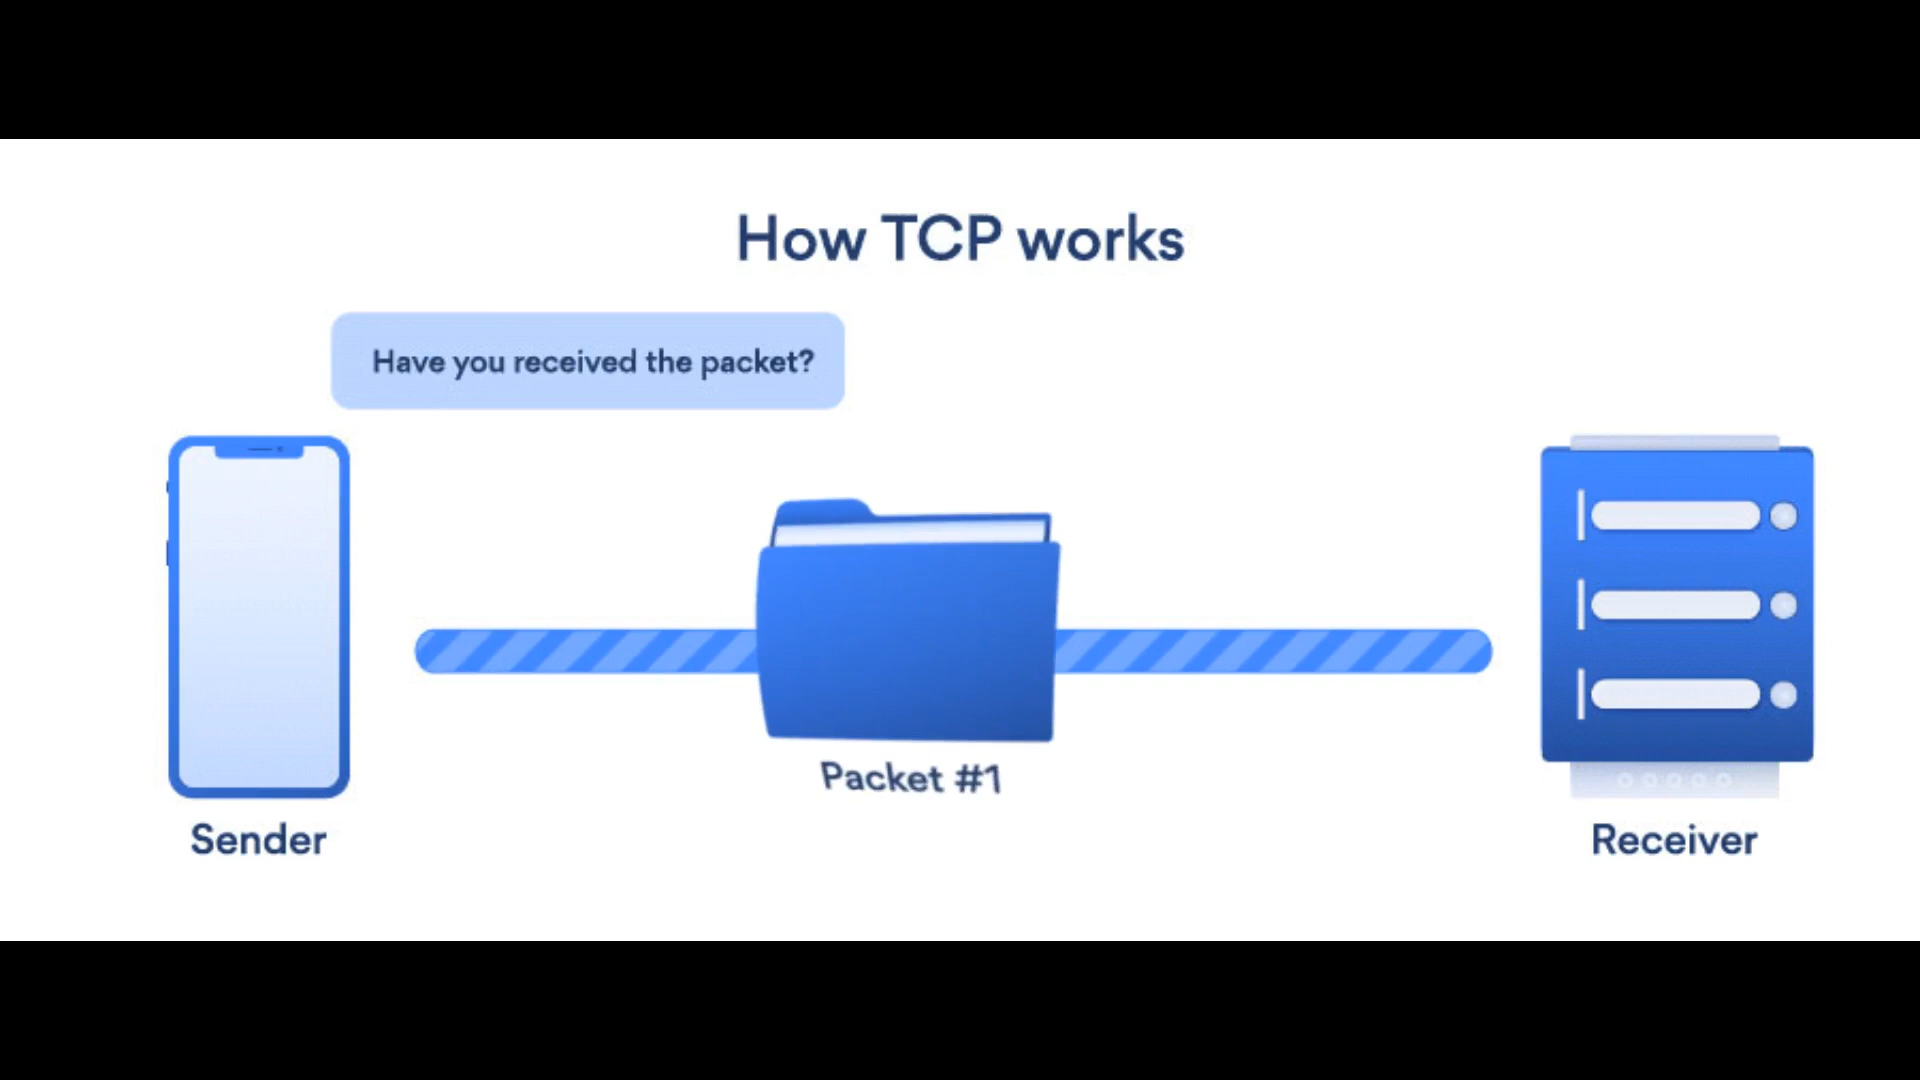 How TCP works
Have you received the packet?
Packet #1
Sender
Receiver